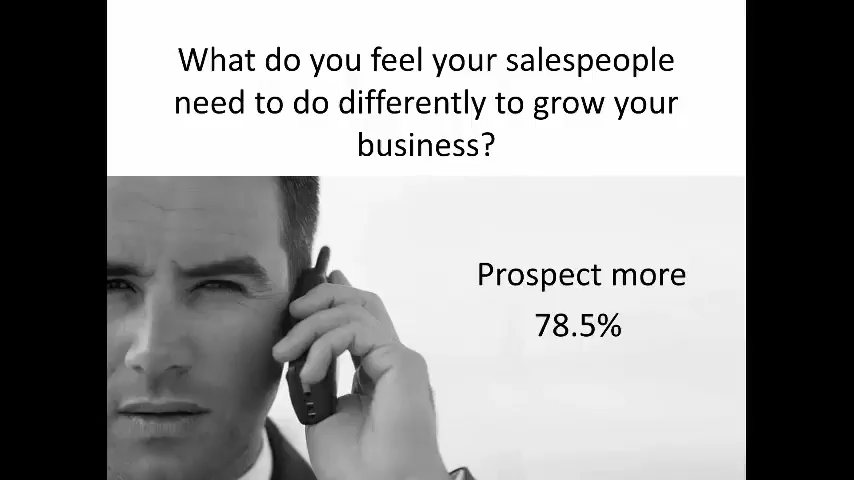 What do you feel your salespeople
need to do differently to grow your
business?
Prospect more
78.5%